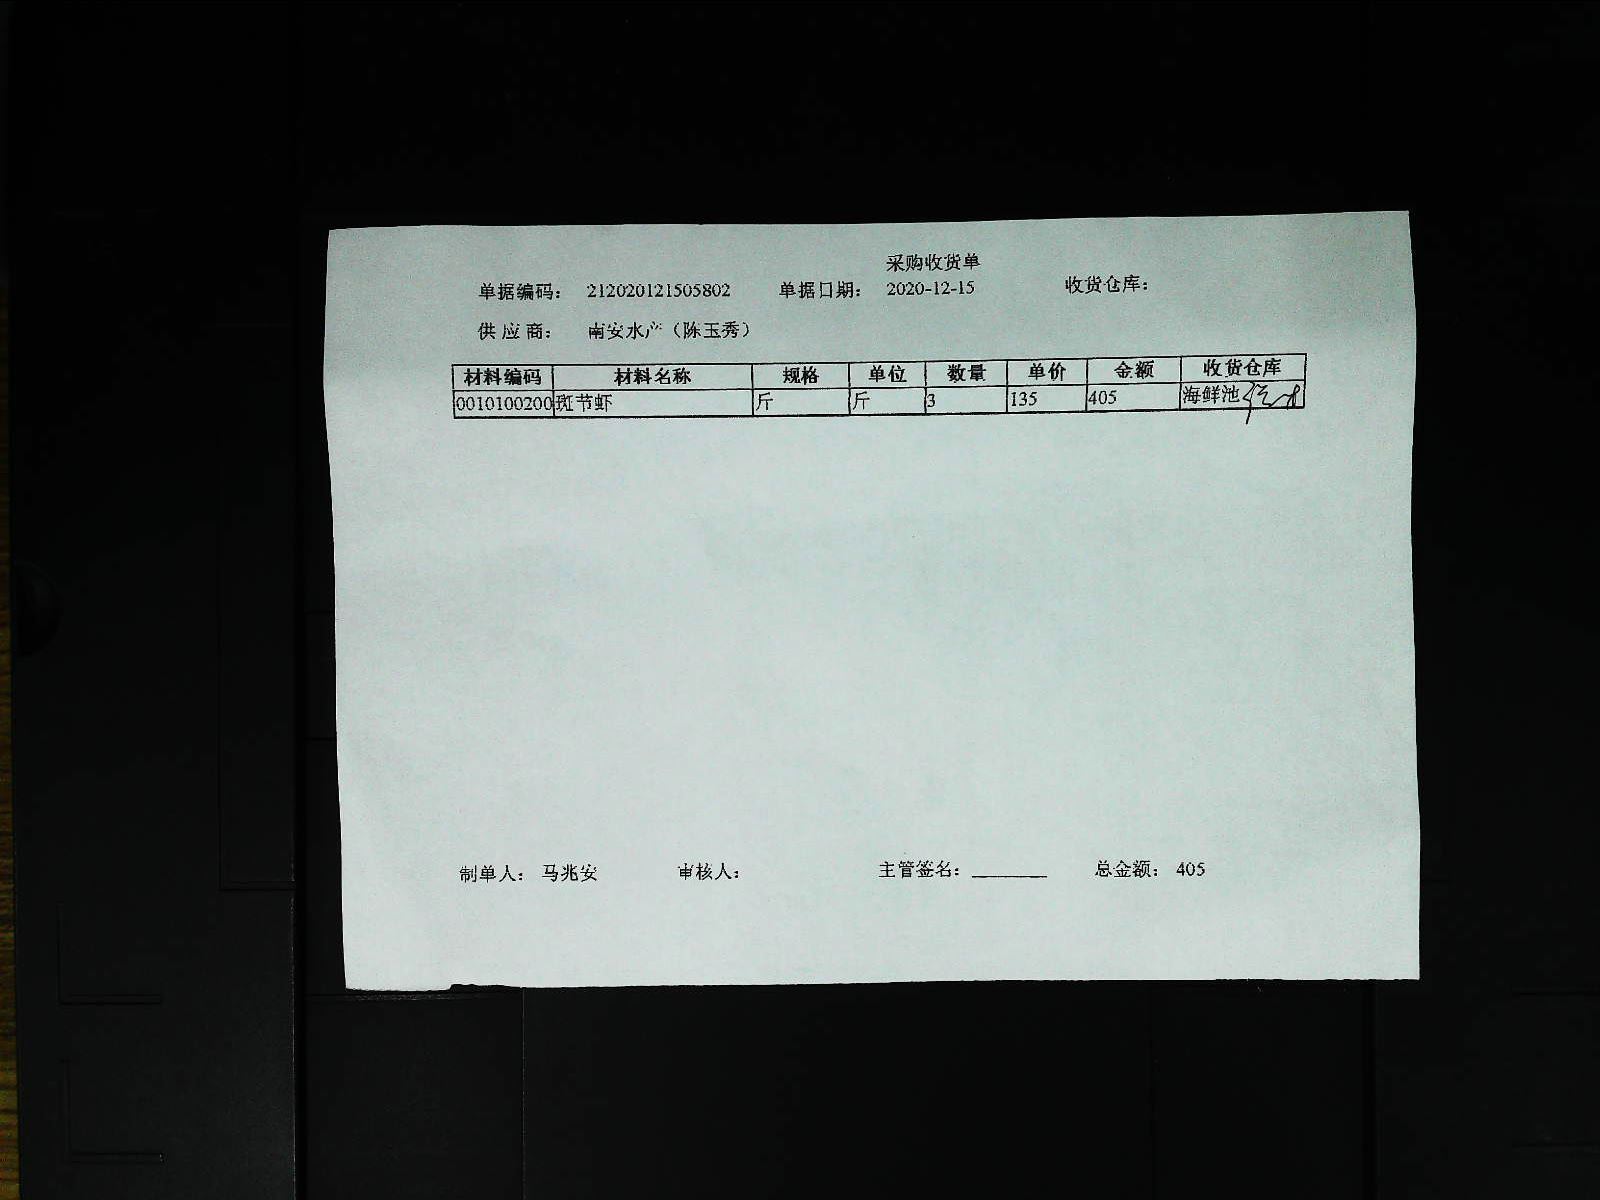 采购收货单
单据编码： 212020121505802 单据日期： 2020-12-15 收货仓库：
供 应 商： 南安水产（陈玉秀）
材料编码 材料名称 规格 单位 数量 单价 金额 收货仓库
0010100200 斑节虾 斤 斤 3 135 405 海鲜池
制单人： 马兆安 审核人： 主管签名：________ 总金额： 405